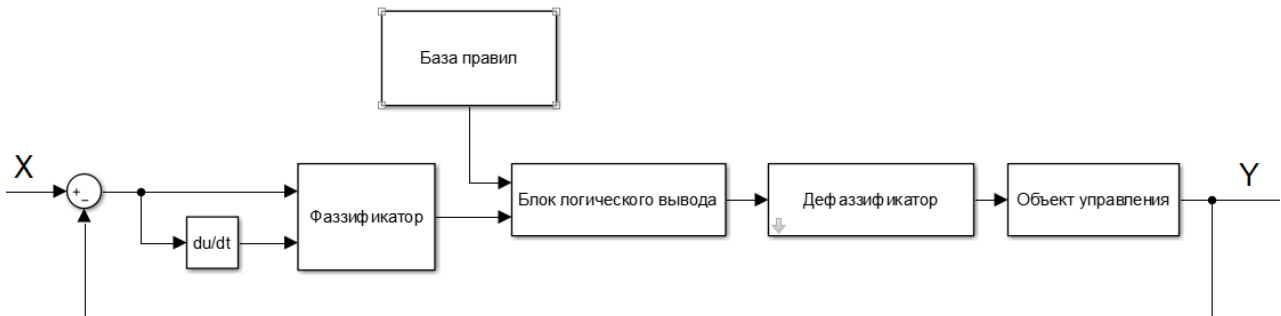 База правил
X
+
−
du/dt
Фаззификатор
Блок логического вывода
Дефаззификатор
Объект управления
Y